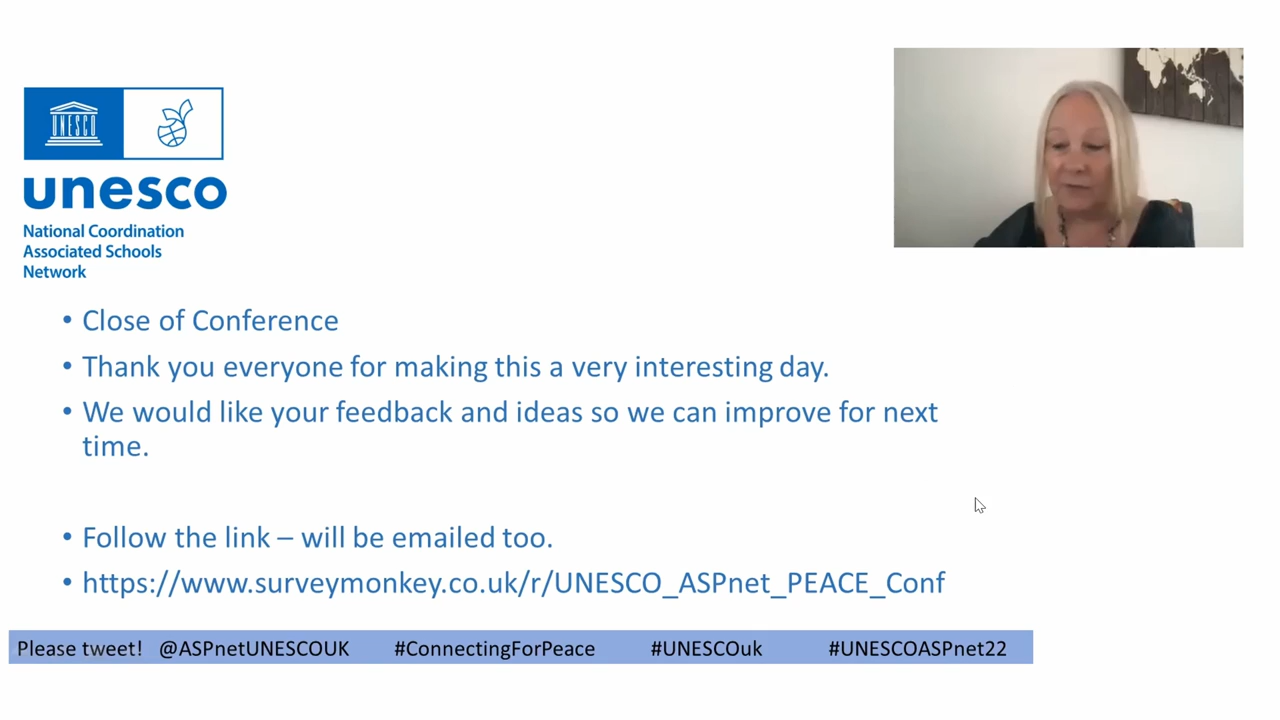 UNESCO
unesco
National Coordination
Associated Schools
Network
• Close of Conference
• Thank you everyone for making this a very interesting day.
• We would like your feedback and ideas so we can improve for next
time.
• Follow the link – will be emailed too.
• https://www.surveymonkey.co.uk/r/UNESCO_ASPnet_PEACE_Conf
Please tweet! @ASPnetUNESCOUK #ConnectingForPeace #UNESCOuk #UNESCOASPnet22